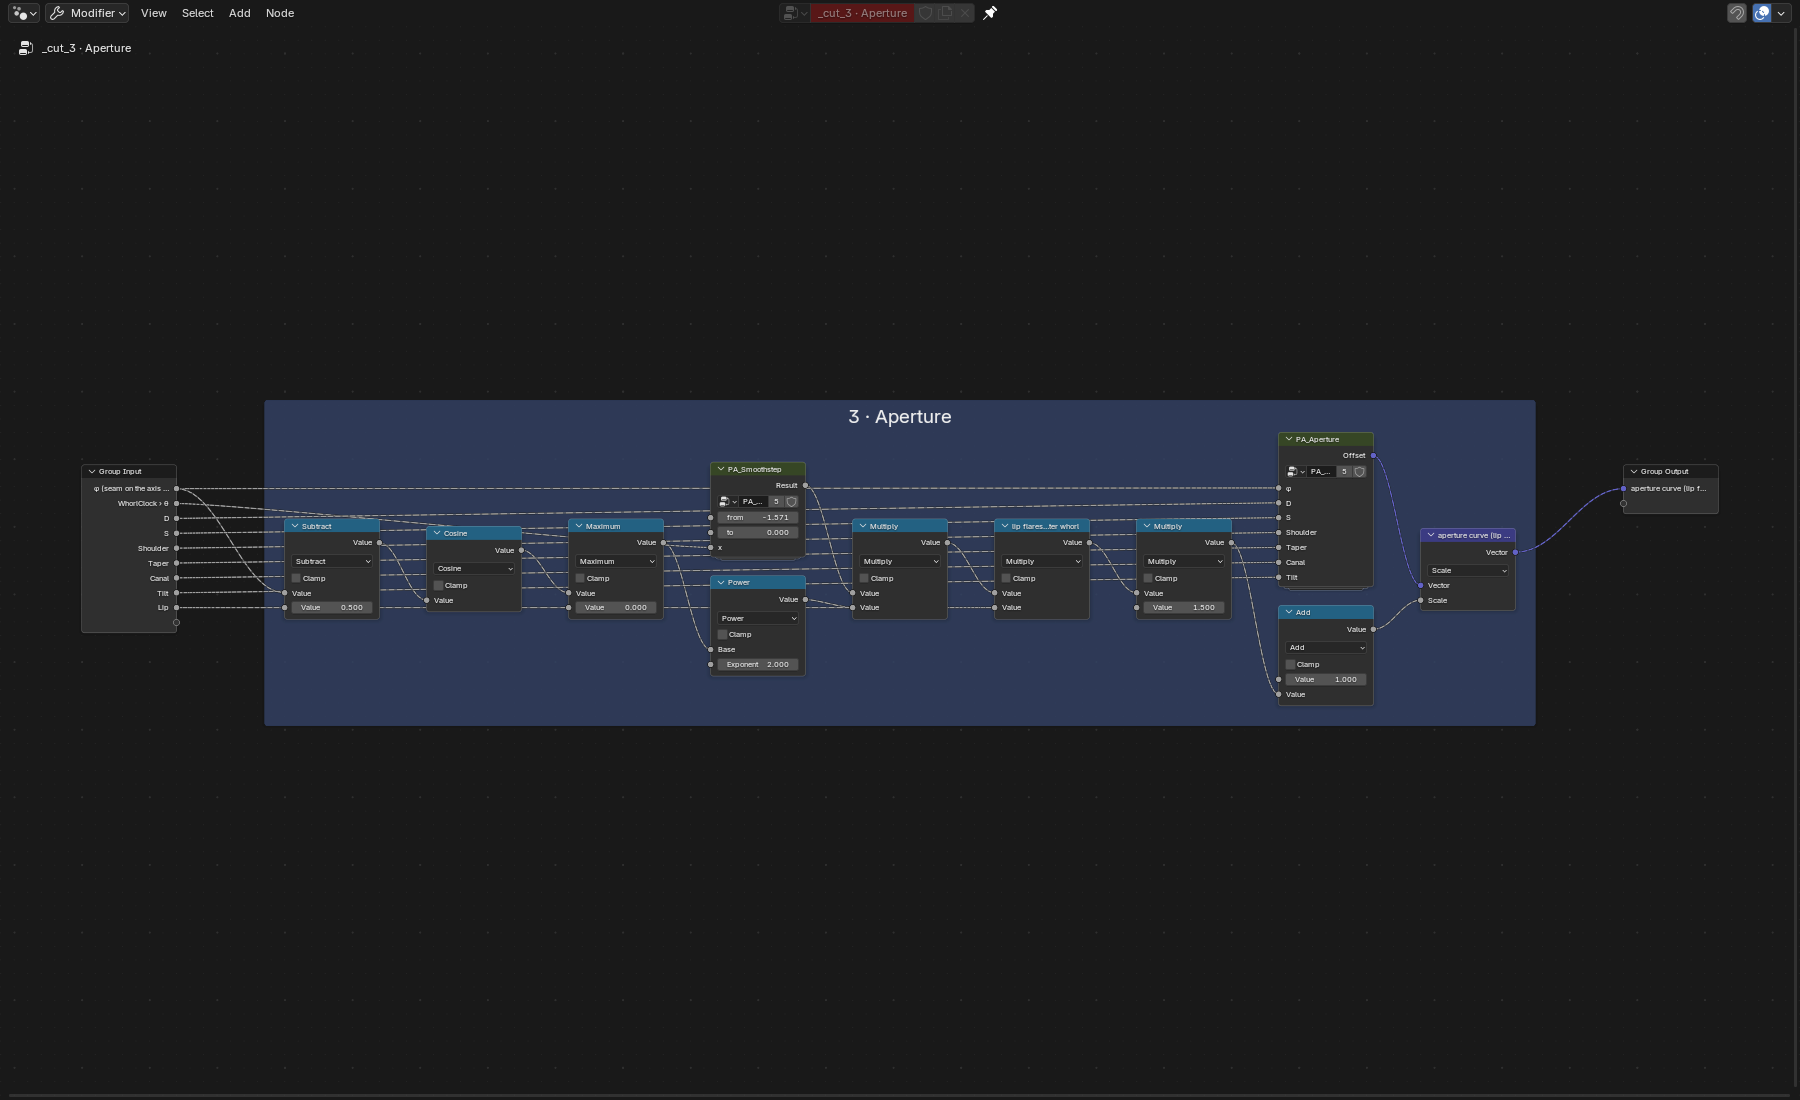 Modifier View Select Add Node _cut_3 · Aperture
_cut_3 · Aperture
3 · Aperture
Group Input
φ (seam on the axis ...
WhorlClock › θ
D
S
Shoulder
Taper
Canal
Tilt
Lip
Subtract
Value
Subtract
Clamp
Value
Value 0.500
Cosine
Value
Cosine
Clamp
Value
Maximum
Value
Maximum
Clamp
Value
Value 0.000
PA_Smoothstep
Result
PA_... 5
from -1.571
to 0.000
x
Power
Value
Power
Clamp
Base
Exponent 2.000
Multiply
Value
Multiply
Clamp
Value
Value
lip flares...ter whorl
Value
Multiply
Clamp
Value
Value
Multiply
Value
Multiply
Clamp
Value
Value 1.500
PA_Aperture
Offset
PA_... 5
φ
D
S
Shoulder
Taper
Canal
Tilt
Add
Value
Add
Clamp
Value 1.000
Value
aperture curve (lip ...
Vector
Scale
Vector
Scale
Group Output
aperture curve (lip f...